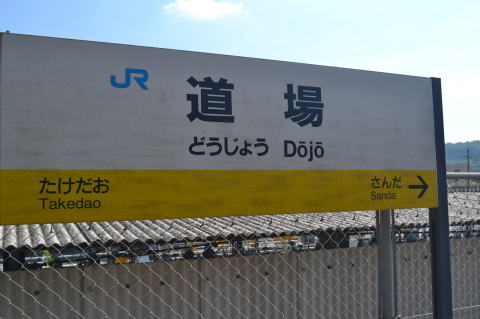 JR
道場
どうじょう Dōjō
たけだお
Takedao
さんだ
Sanda